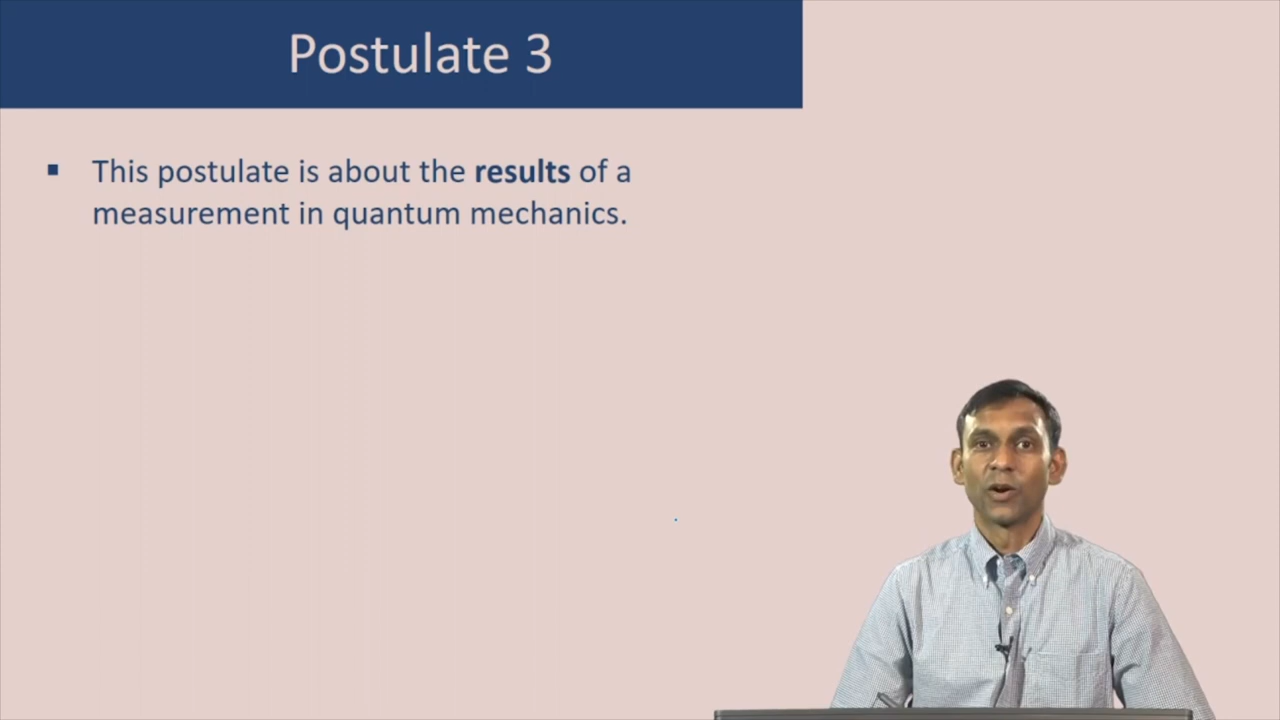 Postulate 3
▪ This postulate is about the results of a
measurement in quantum mechanics.